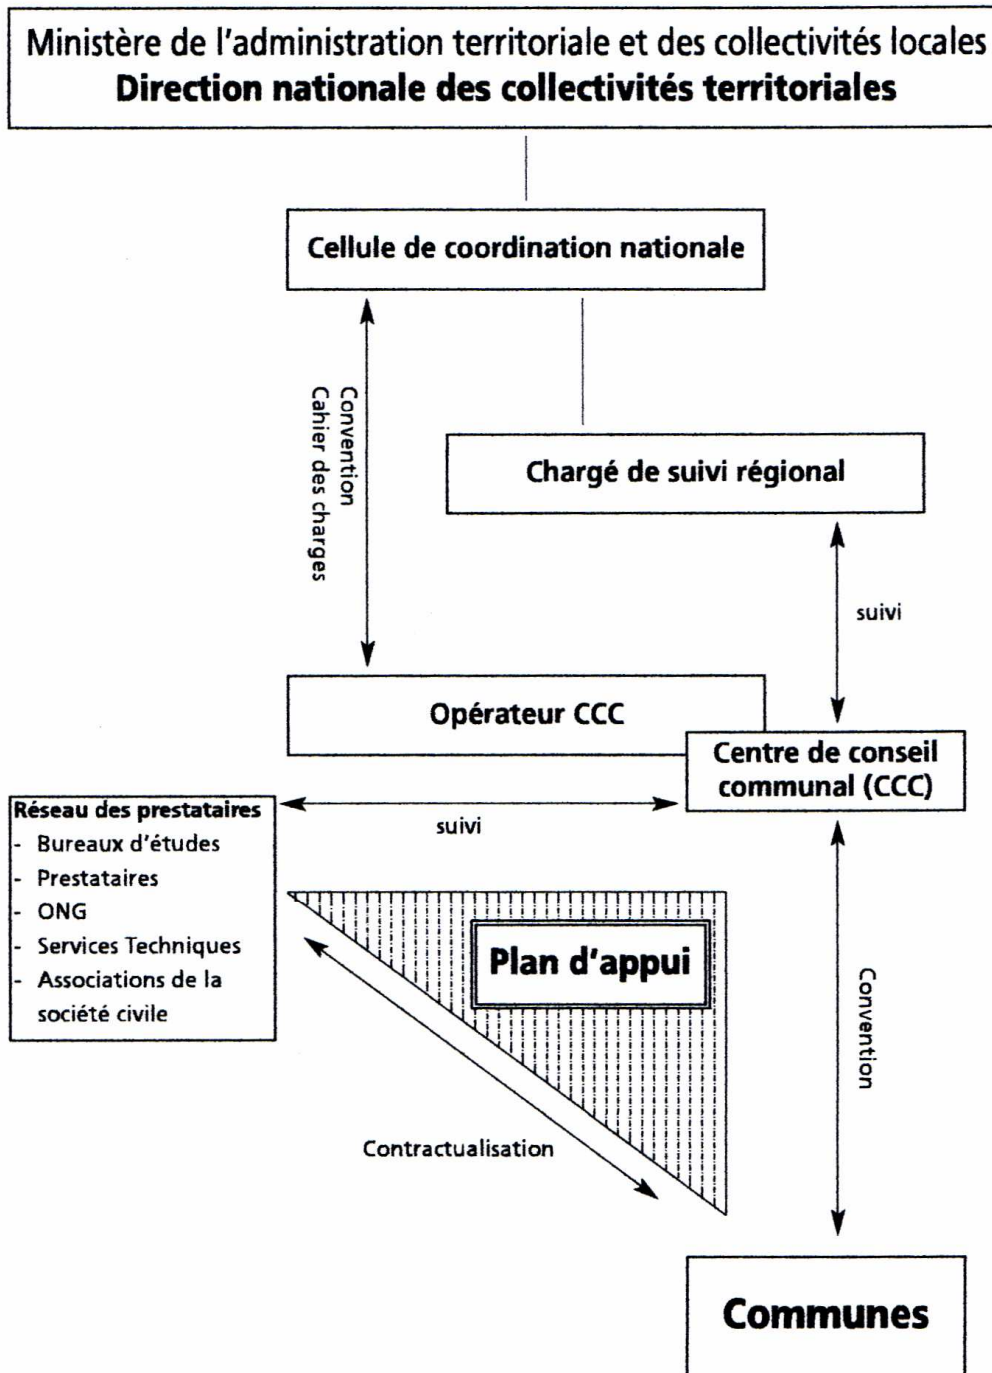 Ministère de l'administration territoriale et des collectivités locales
Direction nationale des collectivités territoriales
Cellule de coordination nationale
Convention
Cahier des charges
Chargé de suivi régional
suivi
Opérateur CCC
Centre de conseil
communal (CCC)
Réseau des prestataires
- Bureaux d'études
- Prestataires
- ONG
- Services Techniques
- Associations de la
société civile
suivi
Plan d'appui
Convention
Contractualisation
Communes